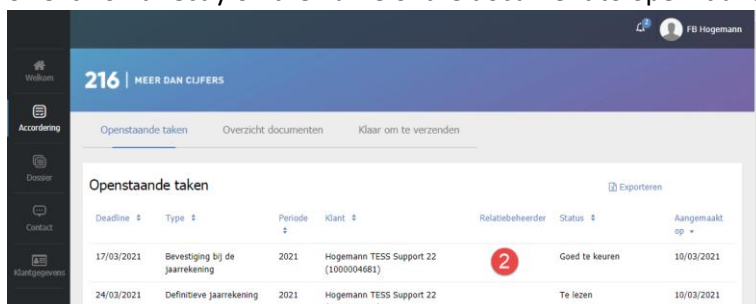 FB Hogemann
2
Welkom
216 | MEER DAN CIJFERS
Accordering
Openstaande taken Overzicht documenten Klaar om te verzenden
Dossier
Openstaande taken
Exporteren
Contact
Deadline Type Periode Klant Relatiebeheerder Status Aangemaakt op
Klantgegevens
17/03/2021 Bevestiging bij de 2021 Hogemann TESS Support 22 Goed te keuren 10/03/2021
jaarrekening (1000004681)
2
24/03/2021 Definitieve jaarrekening 2021 Hogemann TESS Support 22 Te lezen 10/03/2021